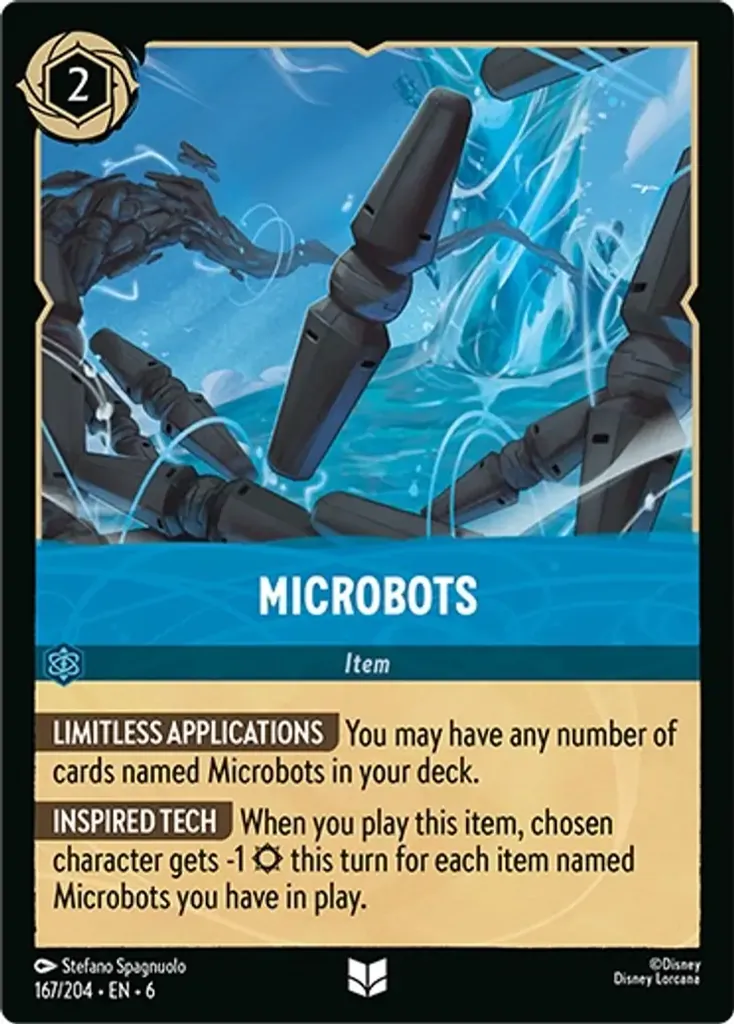 2
MICROBOTS
Item
LIMITLESS APPLICATIONS You may have any number of
cards named Microbots in your deck.
INSPIRED TECH When you play this item, chosen
character gets -1 this turn for each item named
Microbots you have in play.
Stefano Spagnuolo
167/204 • EN • 6
©Disney
Disney Lorcana